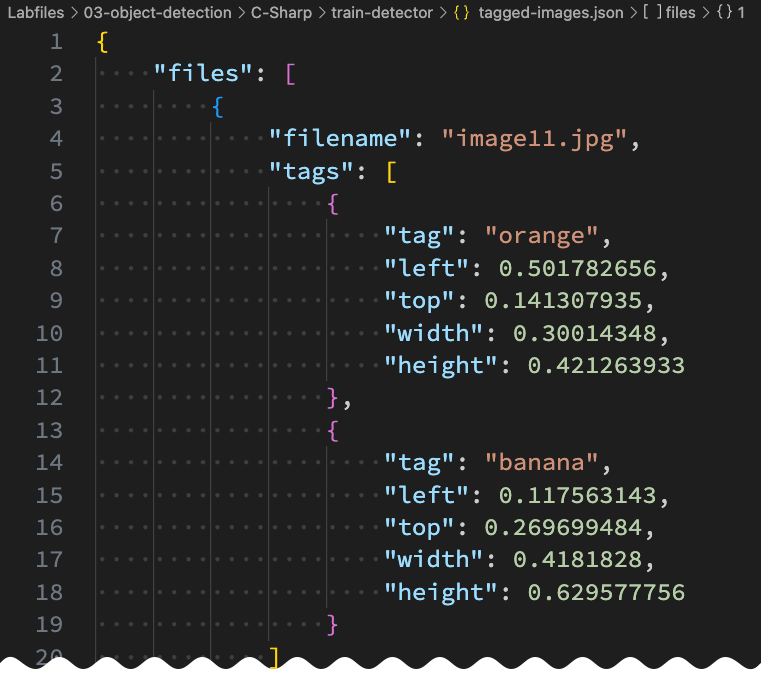 Labfiles > 03-object-detection > C-Sharp > train-detector > {} tagged-images.json > [ ] files > {} 1
1 {
2     "files": [
3         {
4             "filename": "image11.jpg",
5             "tags": [
6                 {
7                     "tag": "orange",
8                     "left": 0.501782656,
9                     "top": 0.141307935,
10                     "width": 0.30014348,
11                     "height": 0.421263933
12                 },
13                 {
14                     "tag": "banana",
15                     "left": 0.117563143,
16                     "top": 0.269699484,
17                     "width": 0.4181828,
18                     "height": 0.629577756
19                 }
20             ]